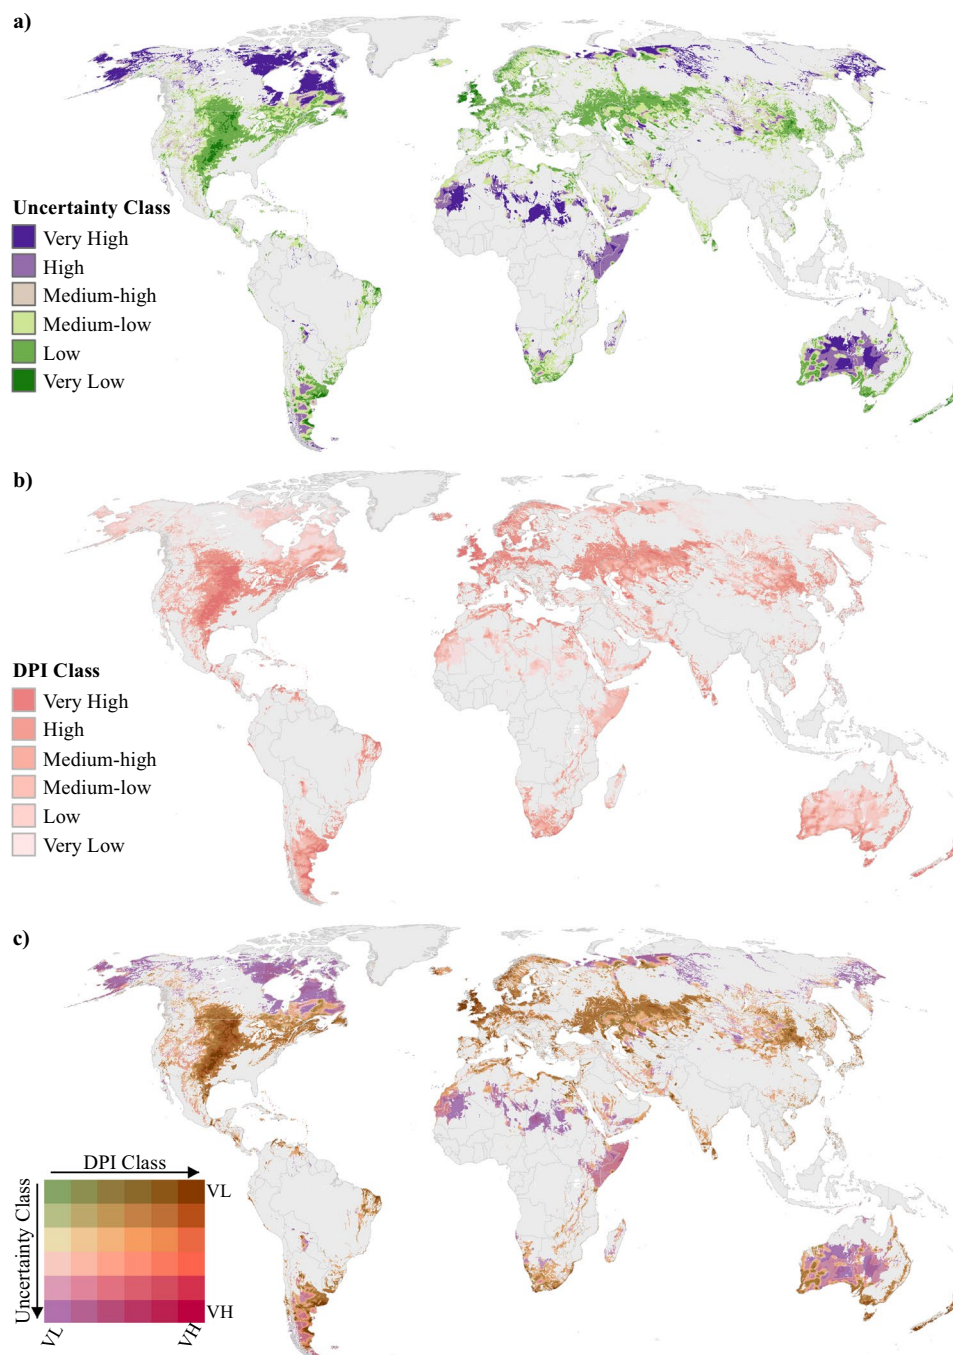 a)
Uncertainty Class
Very High
High
Medium-high
Medium-low
Low
Very Low
b)
DPI Class
Very High
High
Medium-high
Medium-low
Low
Very Low
c)
DPI Class
Uncertainty Class
VL
VH
VL
VH